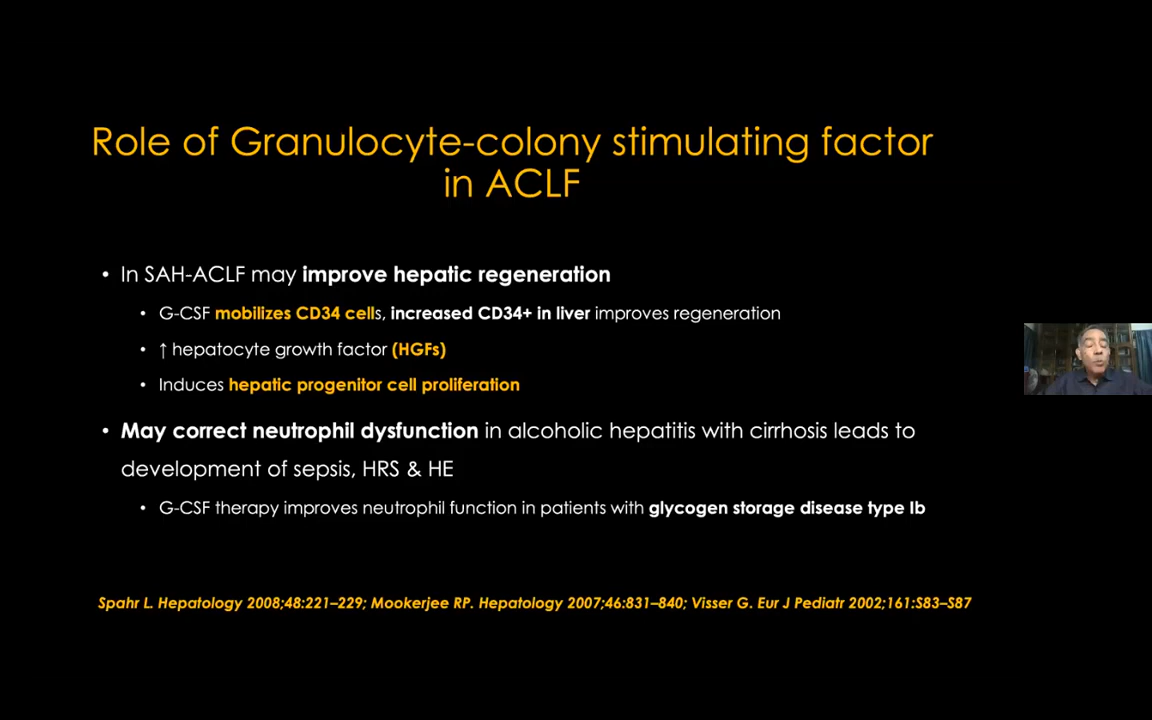 Role of Granulocyte-colony stimulating factor
in ACLF
• In SAH-ACLF may improve hepatic regeneration
• G-CSF mobilizes CD34 cells, increased CD34+ in liver improves regeneration
• ↑ hepatocyte growth factor (HGFs)
• Induces hepatic progenitor cell proliferation
• May correct neutrophil dysfunction in alcoholic hepatitis with cirrhosis leads to
development of sepsis, HRS & HE
• G-CSF therapy improves neutrophil function in patients with glycogen storage disease type Ib
Spahr L. Hepatology 2008;48:221–229; Mookerjee RP. Hepatology 2007;46:831–840; Visser G. Eur J Pediatr 2002;161:S83–S87